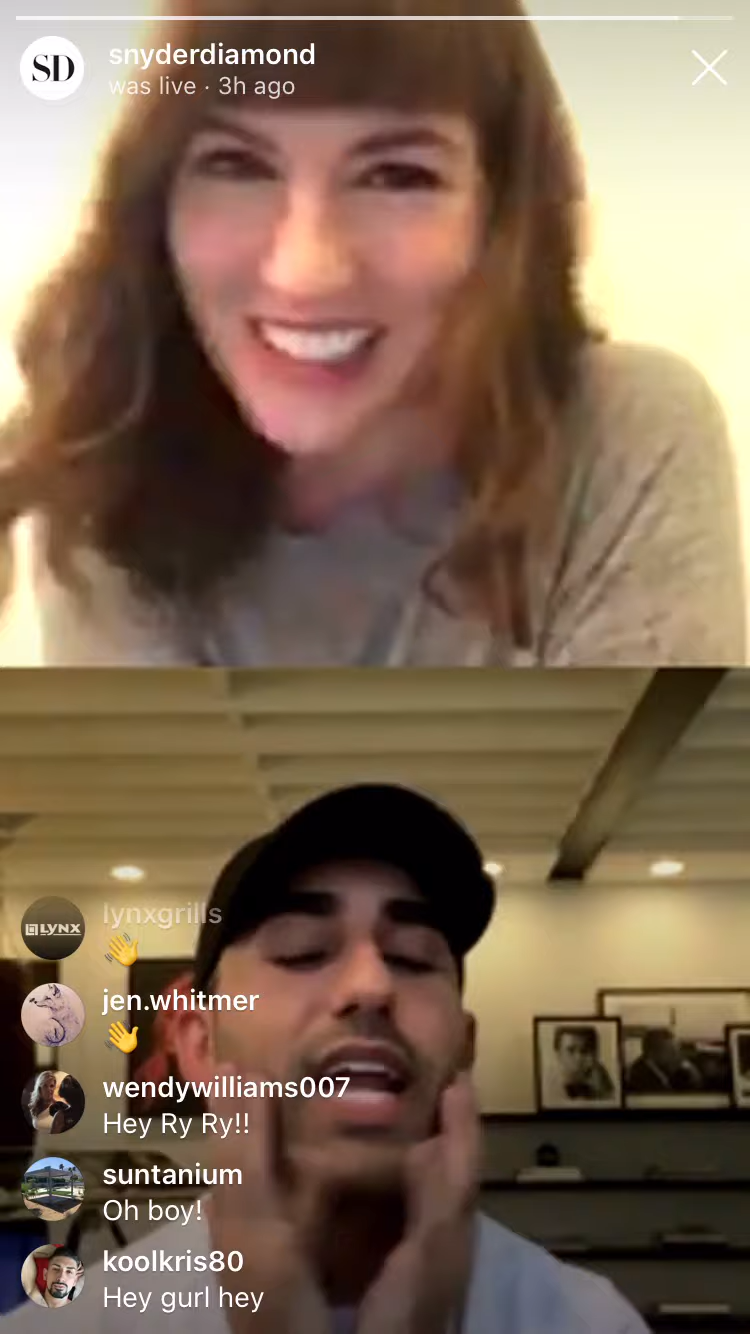 SD
snyderdiamond
was live · 3h ago
lynxgrills
LYNX
👋
jen.whitmer
👋
wendywilliams007
Hey Ry Ry!!
suntanium
Oh boy!
koolkris80
Hey gurl hey